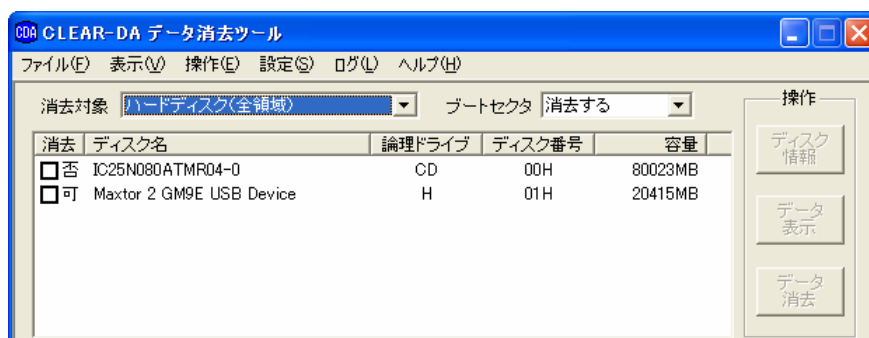 CDA CLEAR-DA データ消去ツール
ファイル(F) 表示(V) 操作(E) 設定(S) ログ(L) ヘルプ(H)
消去対象 ハードディスク(全領域) ブートセクタ 消去する
操作
消去 ディスク名 論理ドライブ ディスク番号 容量
否 IC25N080ATMR04-0 CD 00H 80023MB
可 Maxtor 2 GM9E USB Device H 01H 20415MB
ディスク
情報
データ
表示
データ
消去